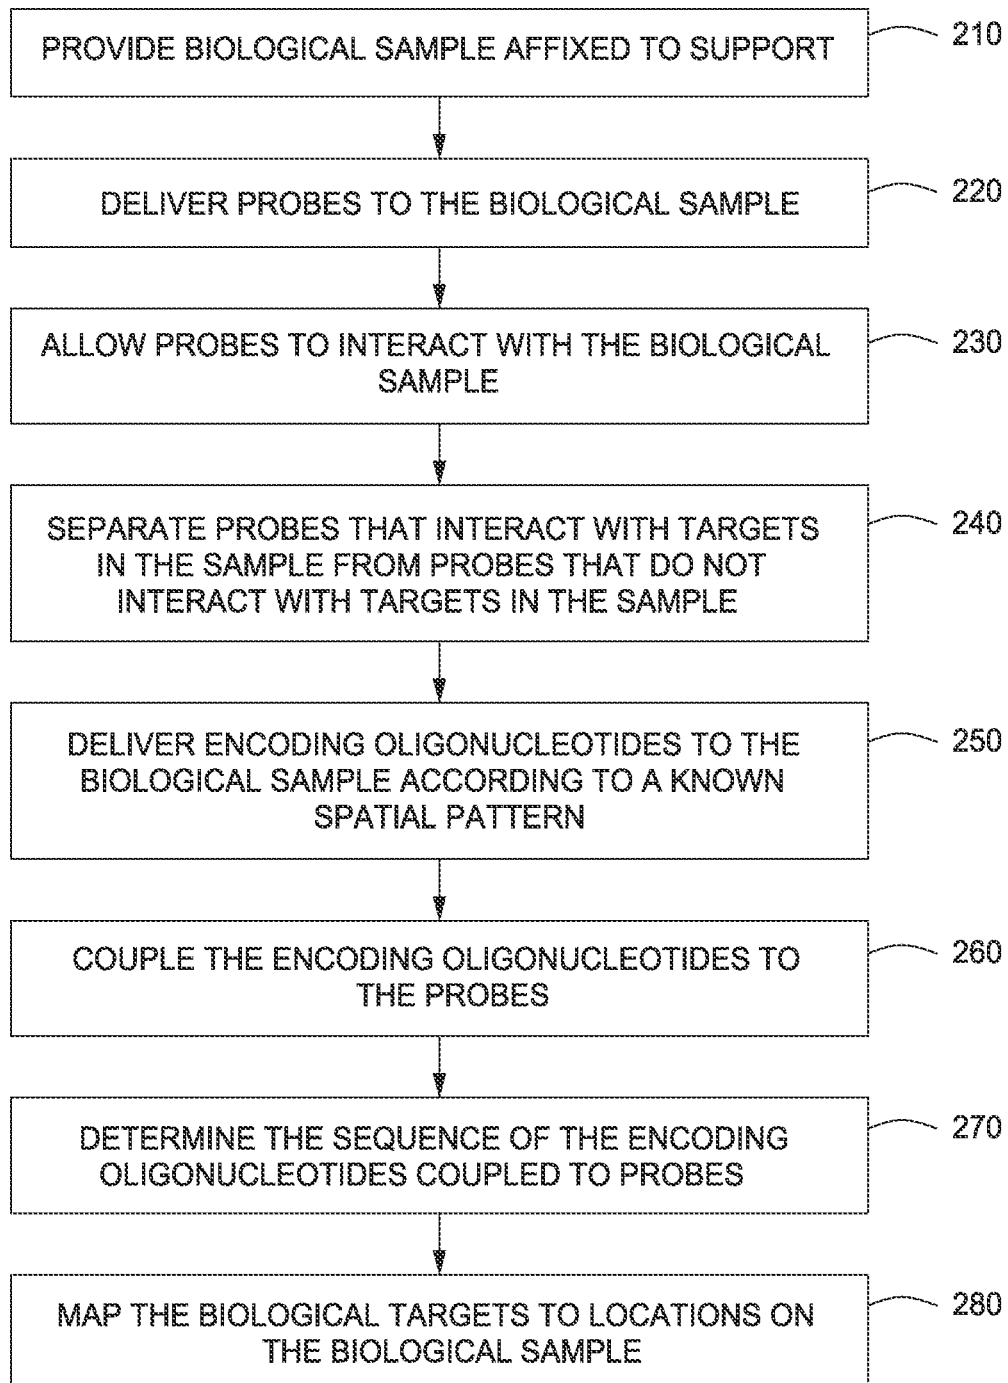 PROVIDE BIOLOGICAL SAMPLE AFFIXED TO SUPPORT
210
DELIVER PROBES TO THE BIOLOGICAL SAMPLE
220
ALLOW PROBES TO INTERACT WITH THE BIOLOGICAL
SAMPLE
230
SEPARATE PROBES THAT INTERACT WITH TARGETS
IN THE SAMPLE FROM PROBES THAT DO NOT
INTERACT WITH TARGETS IN THE SAMPLE
240
DELIVER ENCODING OLIGONUCLEOTIDES TO THE
BIOLOGICAL SAMPLE ACCORDING TO A KNOWN
SPATIAL PATTERN
250
COUPLE THE ENCODING OLIGONUCLEOTIDES TO
THE PROBES
260
DETERMINE THE SEQUENCE OF THE ENCODING
OLIGONUCLEOTIDES COUPLED TO PROBES
270
MAP THE BIOLOGICAL TARGETS TO LOCATIONS ON
THE BIOLOGICAL SAMPLE
280